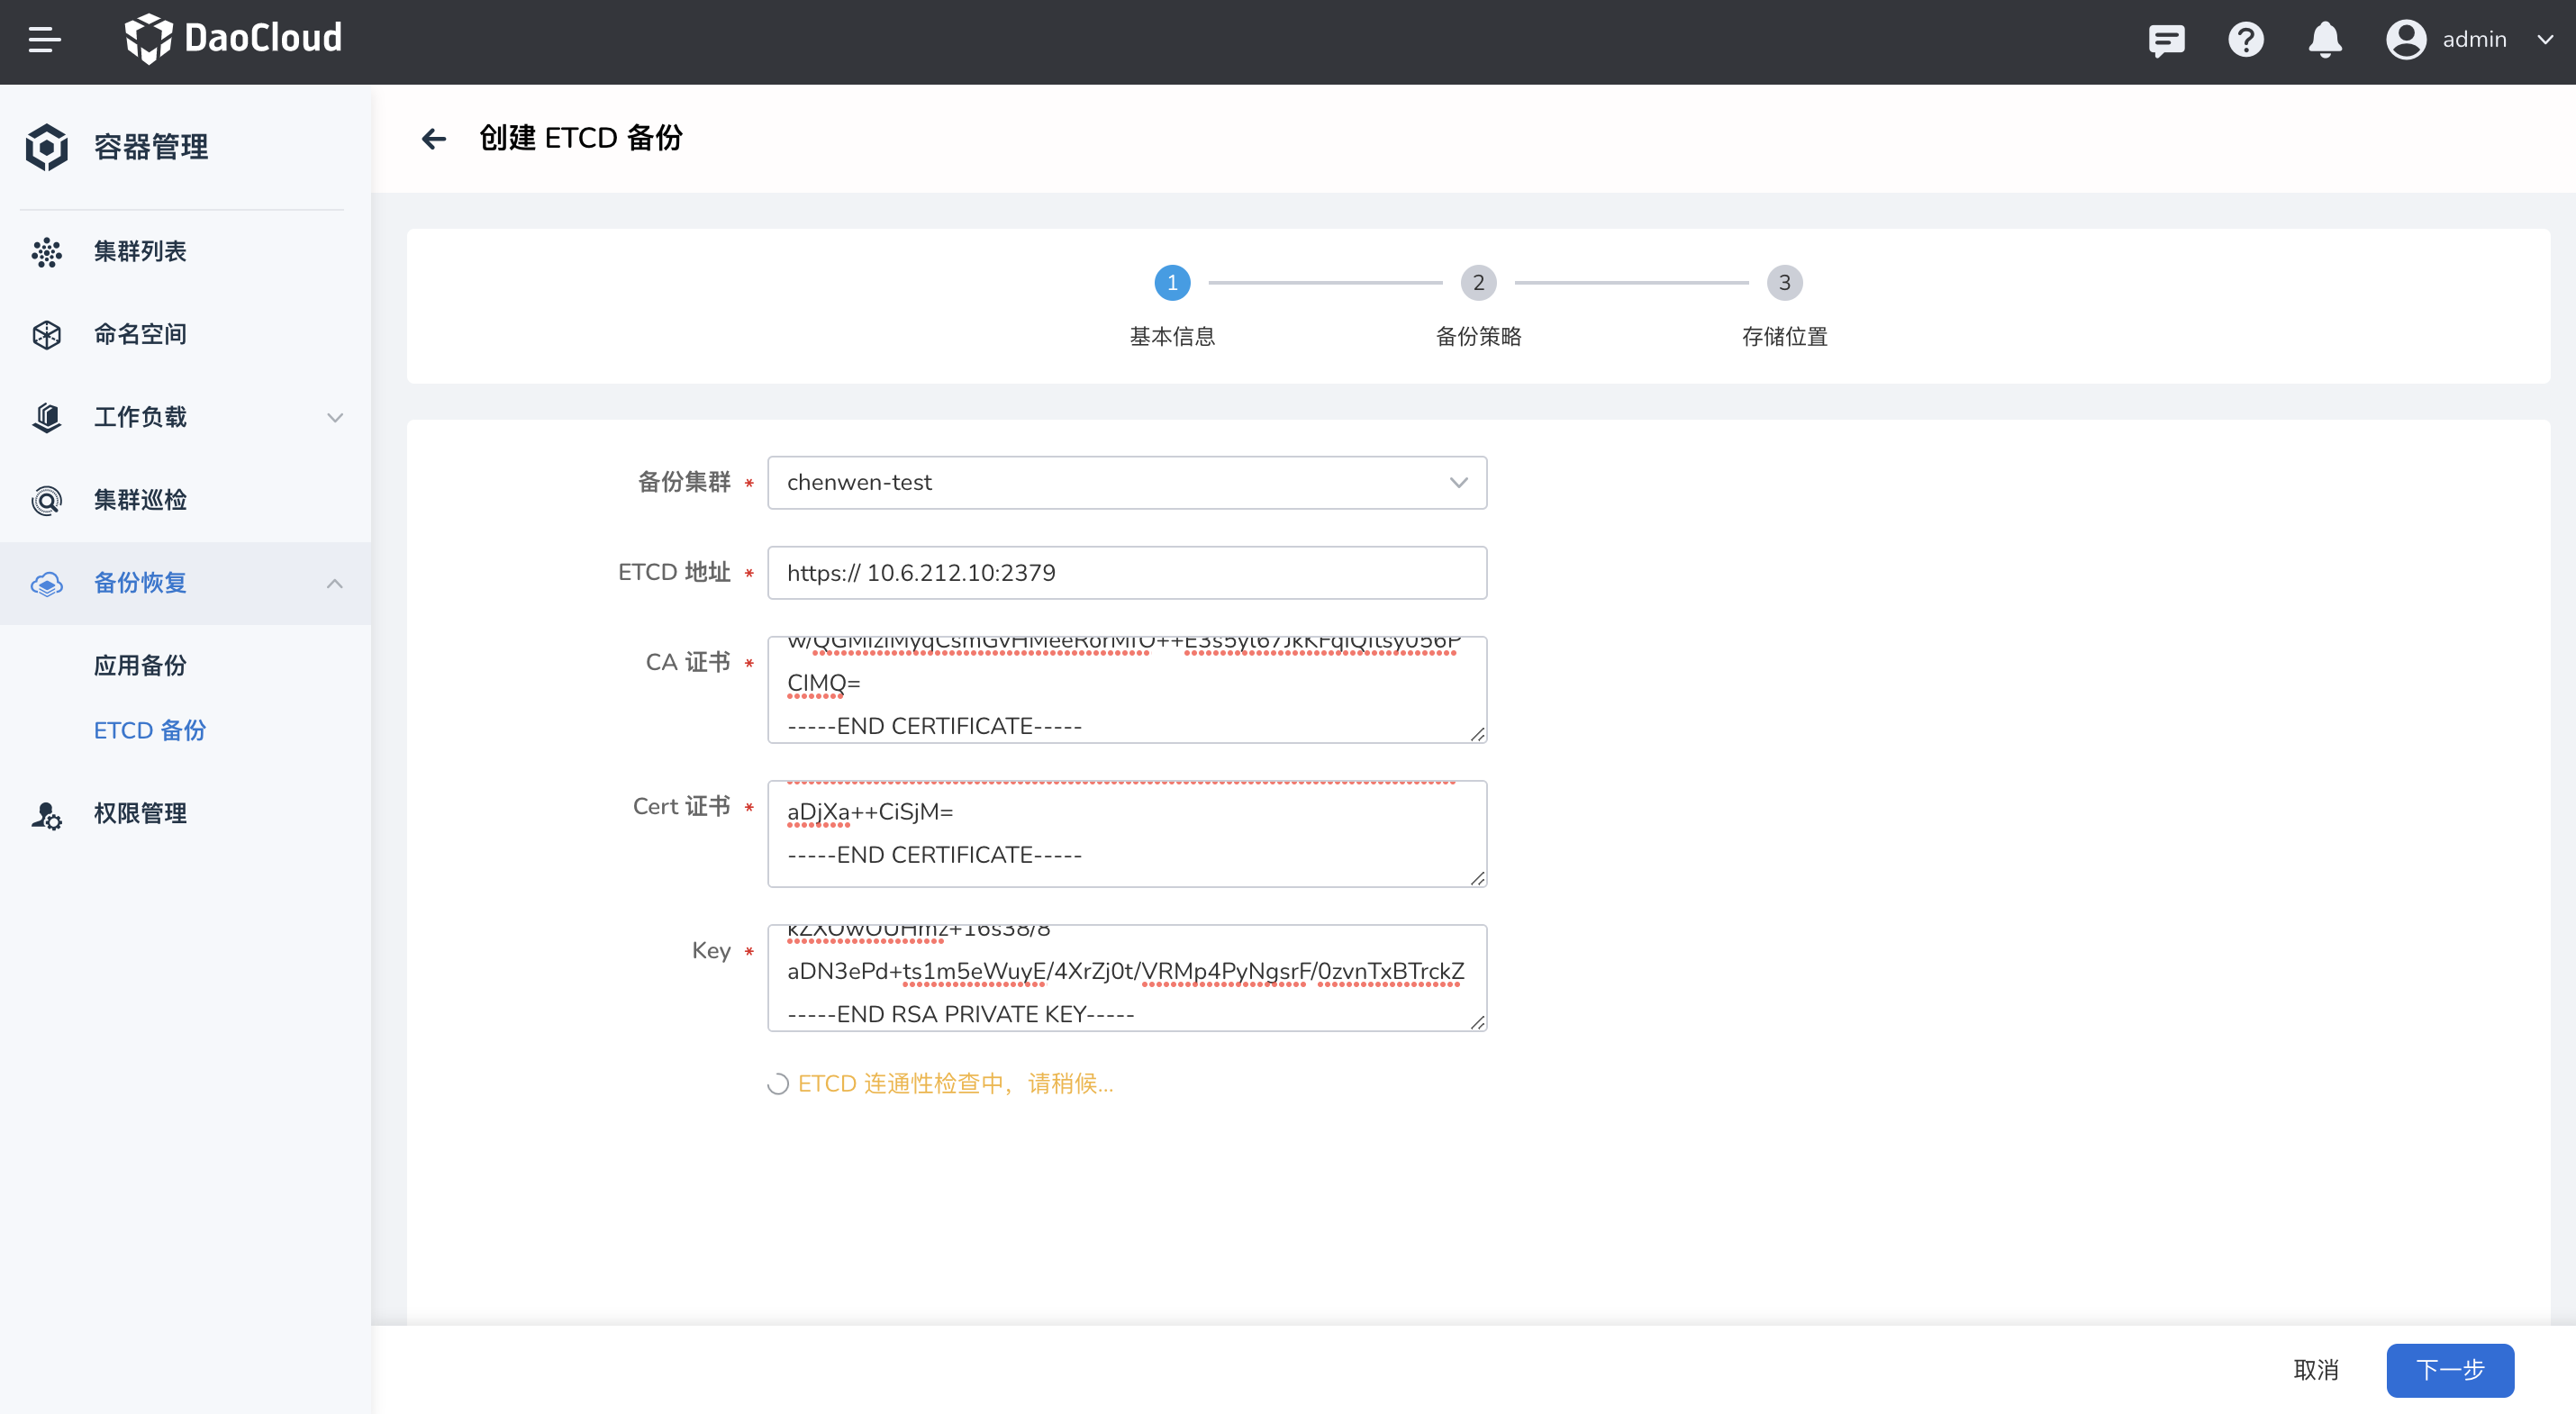 DaoCloud
admin
容器管理
集群列表
命名空间
工作负载
集群巡检
备份恢复
应用备份
ETCD 备份
权限管理
创建 ETCD 备份
1
2
3
基本信息
备份策略
存储位置
备份集群 *
chenwen-test
ETCD 地址 *
https:// 10.6.212.10:2379
CA 证书 *
CIMQ=
-----END CERTIFICATE-----
Cert 证书 *
aDjXa++CiSjM=
-----END CERTIFICATE-----
Key *
aDN3ePd+ts1m5eWuyE/4XrZj0t/VRMp4PyNgsrF/0zvnTxBTrckZ
-----END RSA PRIVATE KEY-----
ETCD 连通性检查中，请稍候...
取消
下一步